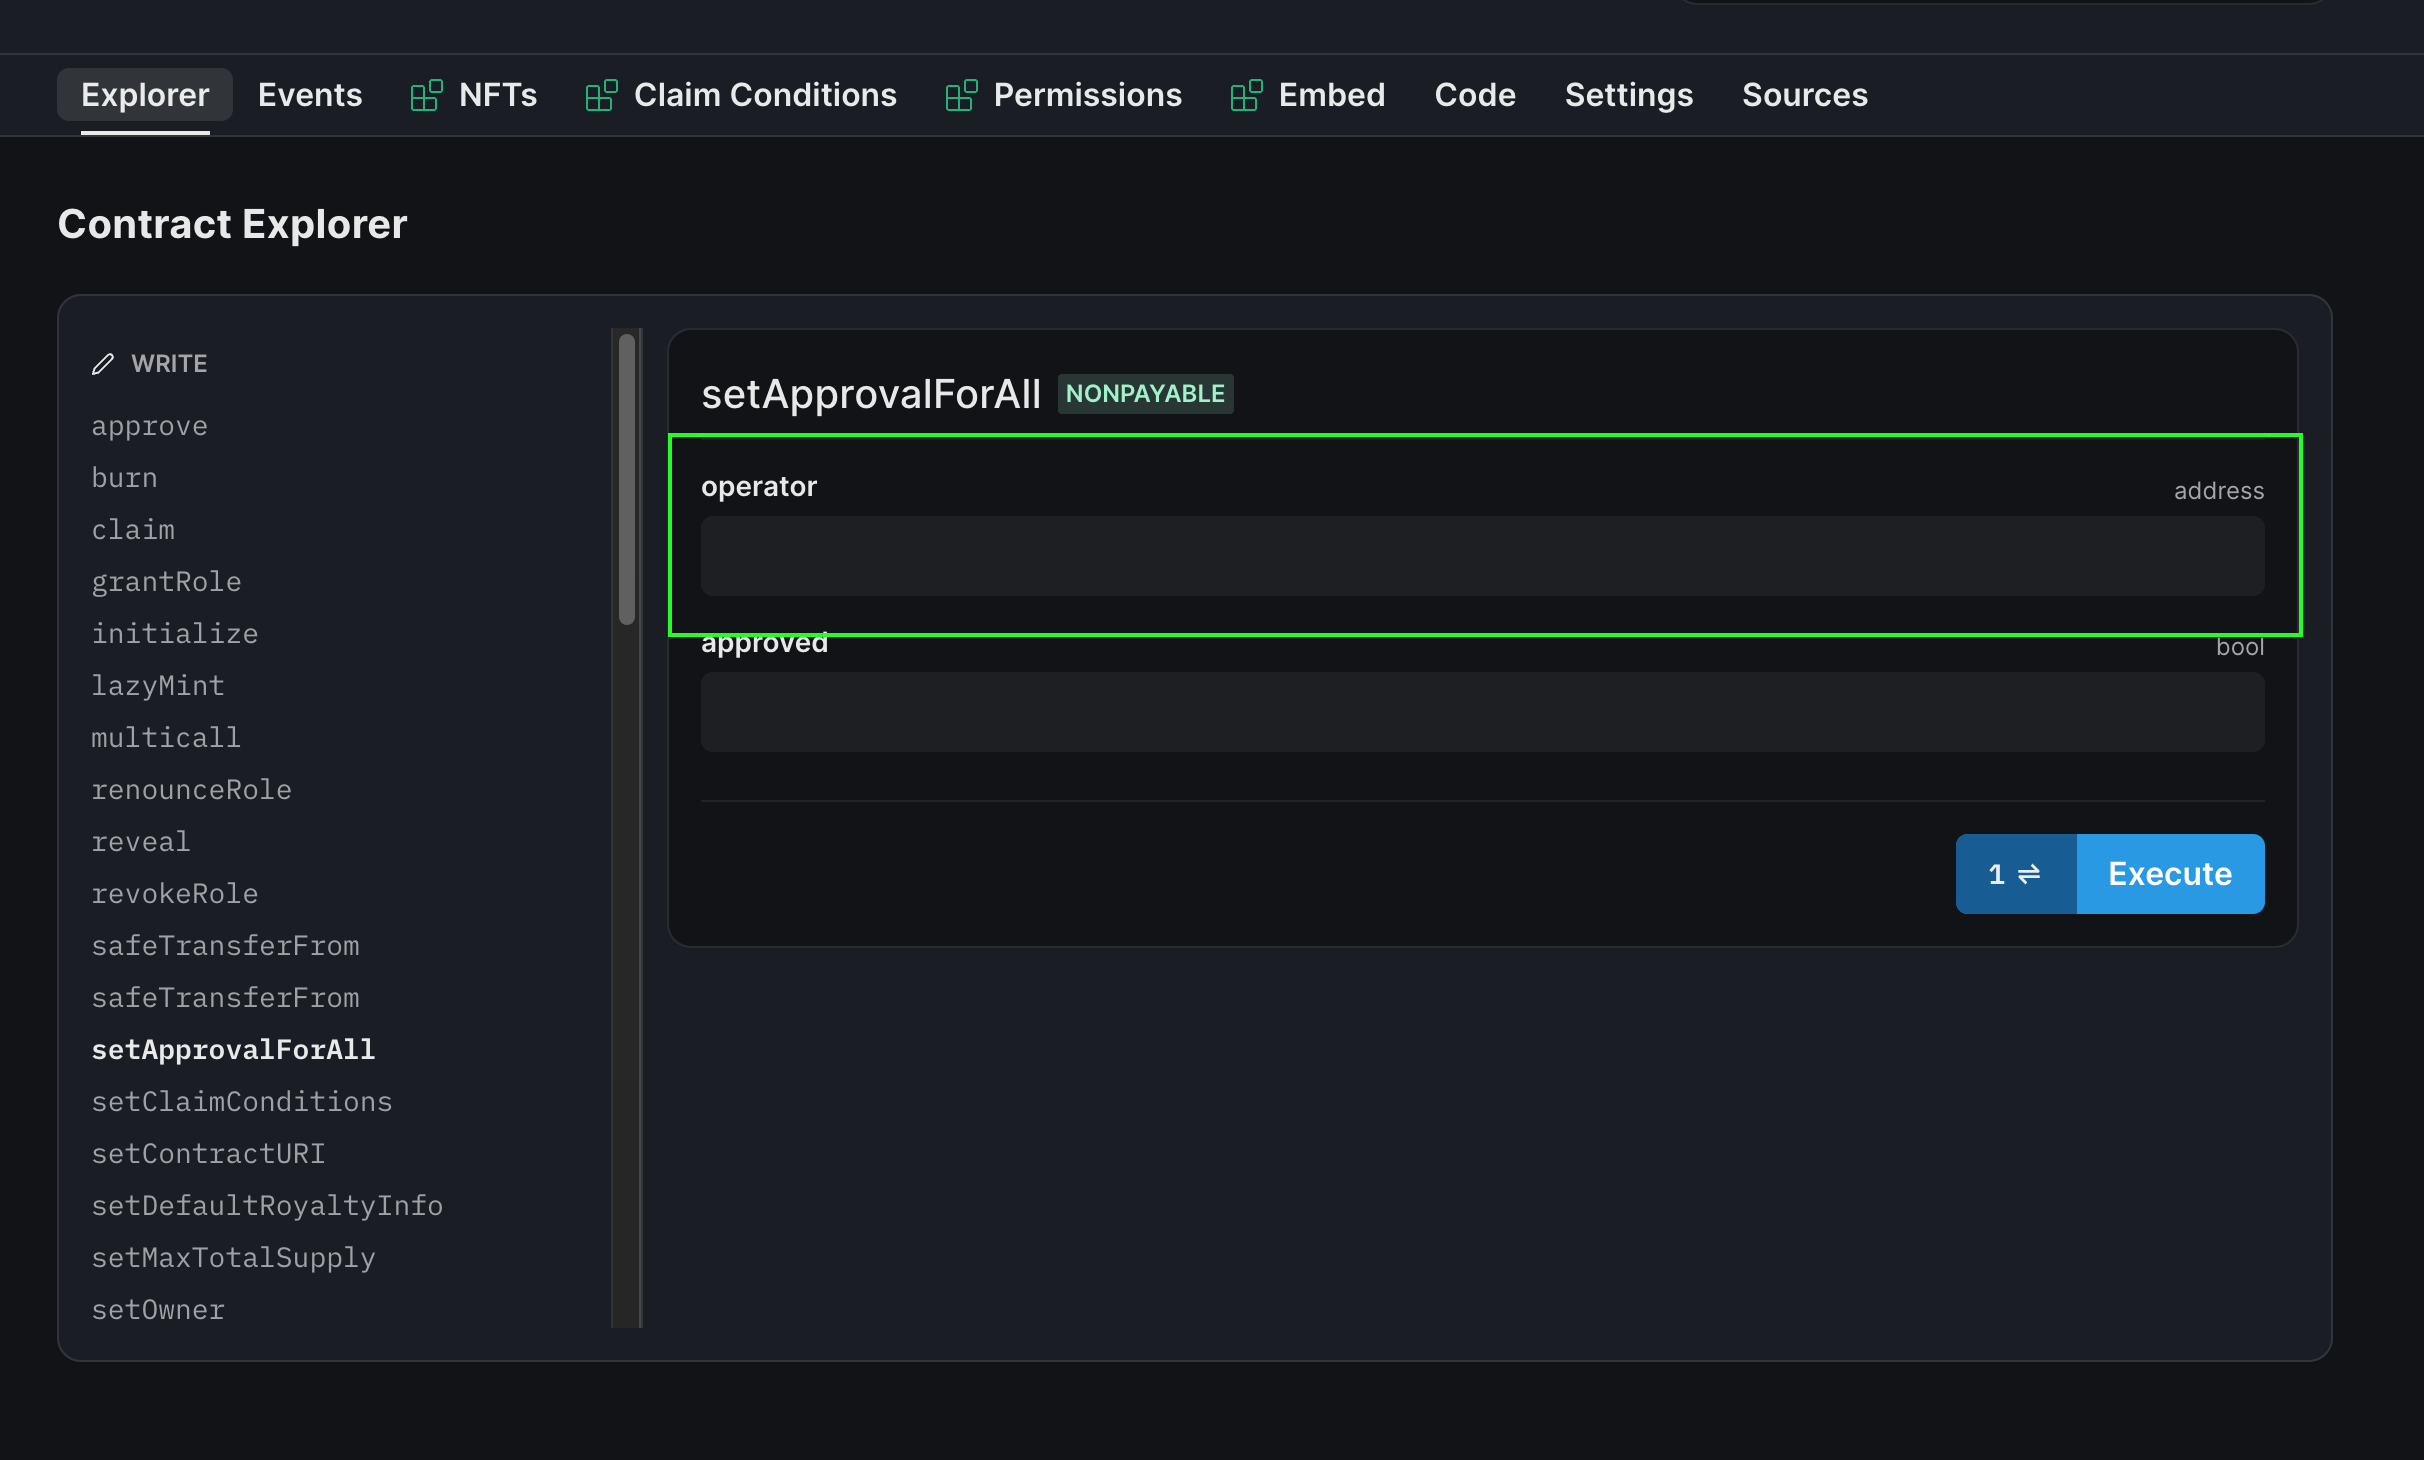 Explorer Events NFTs Claim Conditions Permissions Embed Code Settings Sources
Contract Explorer
WRITE
approve
burn
claim
grantRole
initialize
lazyMint
multicall
renounceRole
reveal
revokeRole
safeTransferFrom
safeTransferFrom
setApprovalForAll
setClaimConditions
setContractURI
setDefaultRoyaltyInfo
setMaxTotalSupply
setOwner
setApprovalForAll NONPAYABLE
operator address
approved bool
1 ⇌ Execute